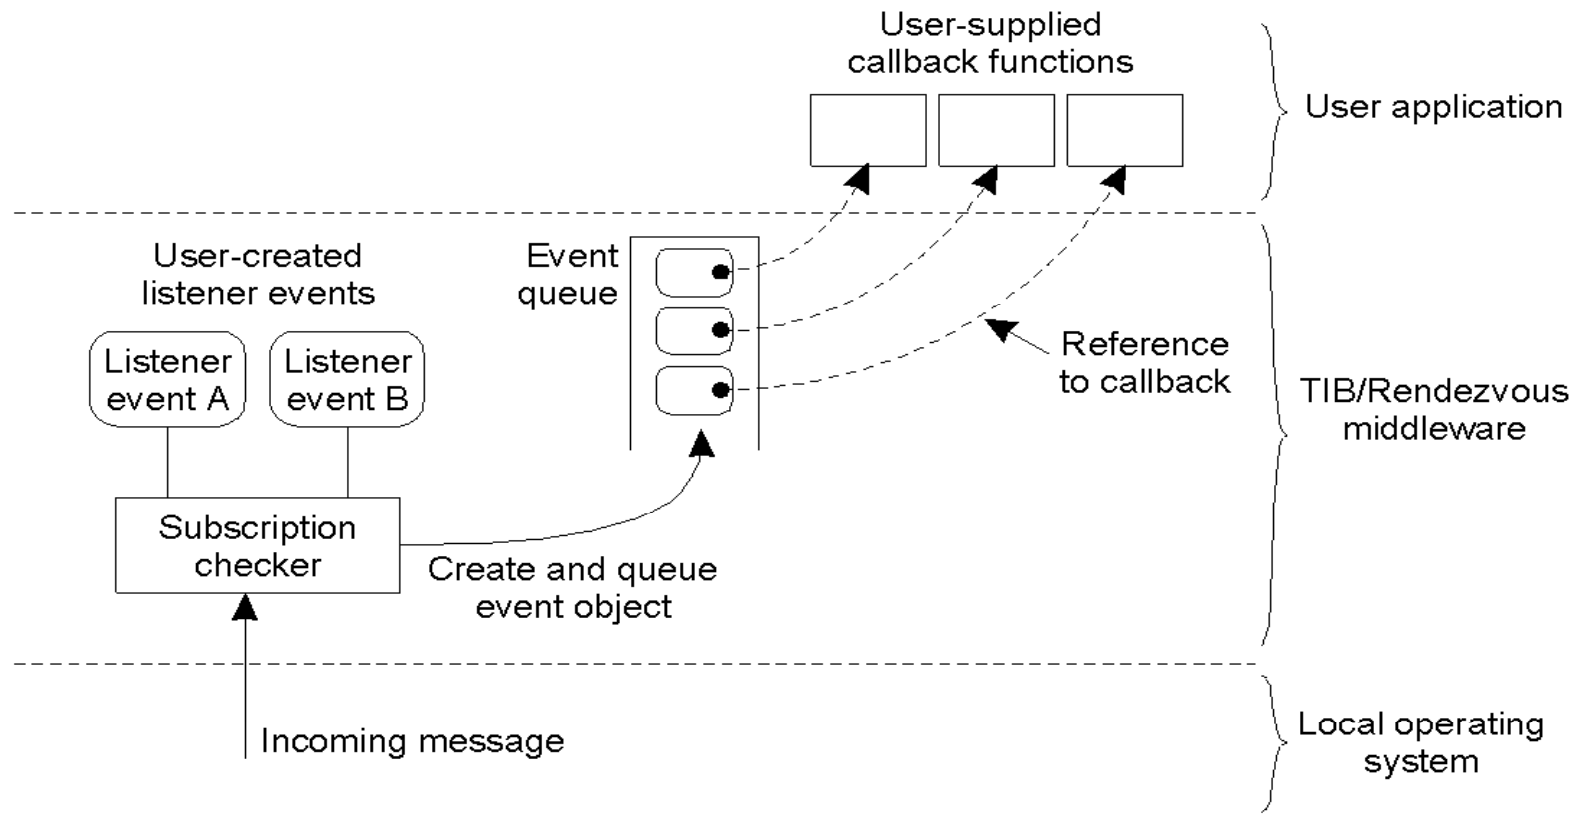 User-supplied
callback functions
User application
User-created
listener events
Event
queue
Listener
event A
Listener
event B
Reference
to callback
TIB/Rendezvous
middleware
Subscription
checker
Create and queue
event object
Incoming message
Local operating
system